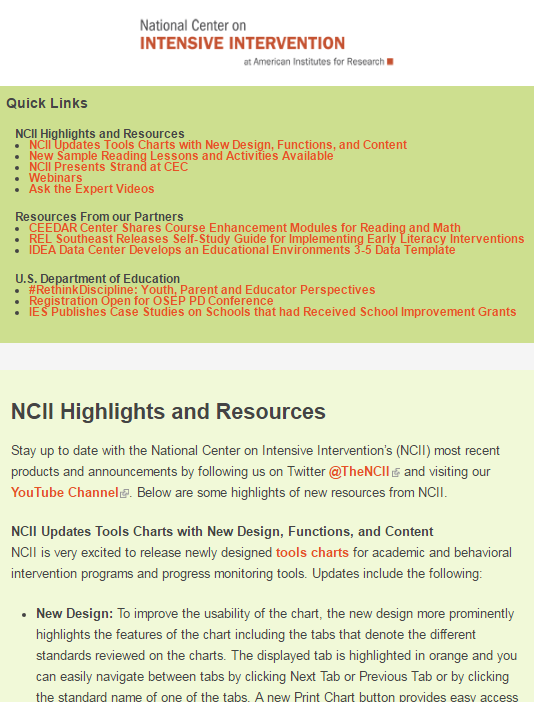 National Center on
INTENSIVE INTERVENTION
at American Institutes for Research ■
Quick Links
NCII Highlights and Resources
• NCII Updates Tools Charts with New Design, Functions, and Content
• New Sample Reading Lessons and Activities Available
• NCII Presents Strand at CEC
• Webinars
• Ask the Expert Videos
Resources From our Partners
• CEEDAR Center Shares Course Enhancement Modules for Reading and Math
• REL Southeast Releases Self-Study Guide for Implementing Early Literacy Interventions
• IDEA Data Center Develops an Educational Environments 3-5 Data Template
U.S. Department of Education
• #RethinkDiscipline: Youth, Parent and Educator Perspectives
• Registration Open for OSEP PD Conference
• IES Publishes Case Studies on Schools that had Received School Improvement Grants
NCII Highlights and Resources
Stay up to date with the National Center on Intensive Intervention's (NCII) most recent
products and announcements by following us on Twitter @TheNCII and visiting our
YouTube Channel. Below are some highlights of new resources from NCII.
NCII Updates Tools Charts with New Design, Functions, and Content
NCII is very excited to release newly designed tools charts for academic and behavioral
intervention programs and progress monitoring tools. Updates include the following:
• New Design: To improve the usability of the chart, the new design more prominently
highlights the features of the chart including the tabs that denote the different
standards reviewed on the charts. The displayed tab is highlighted in orange and you
can easily navigate between tabs by clicking Next Tab or Previous Tab or by clicking
the standard name of one of the tabs. A new Print Chart button provides easy access